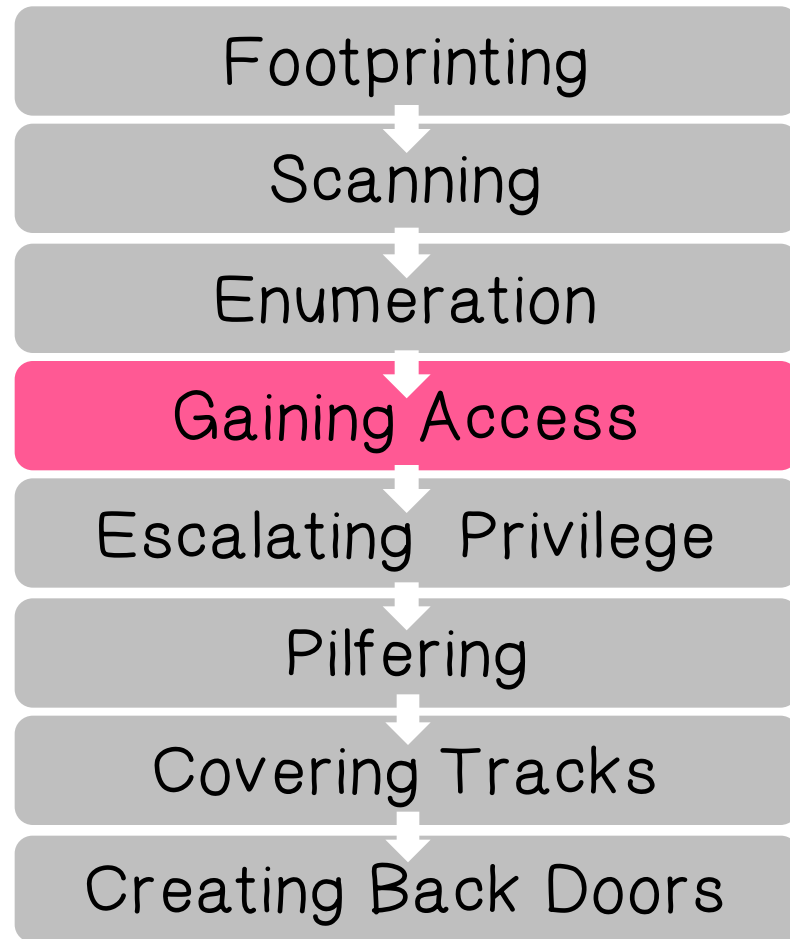 Footprinting
Scanning
Enumeration
Gaining Access
Escalating Privilege
Pilfering
Covering Tracks
Creating Back Doors